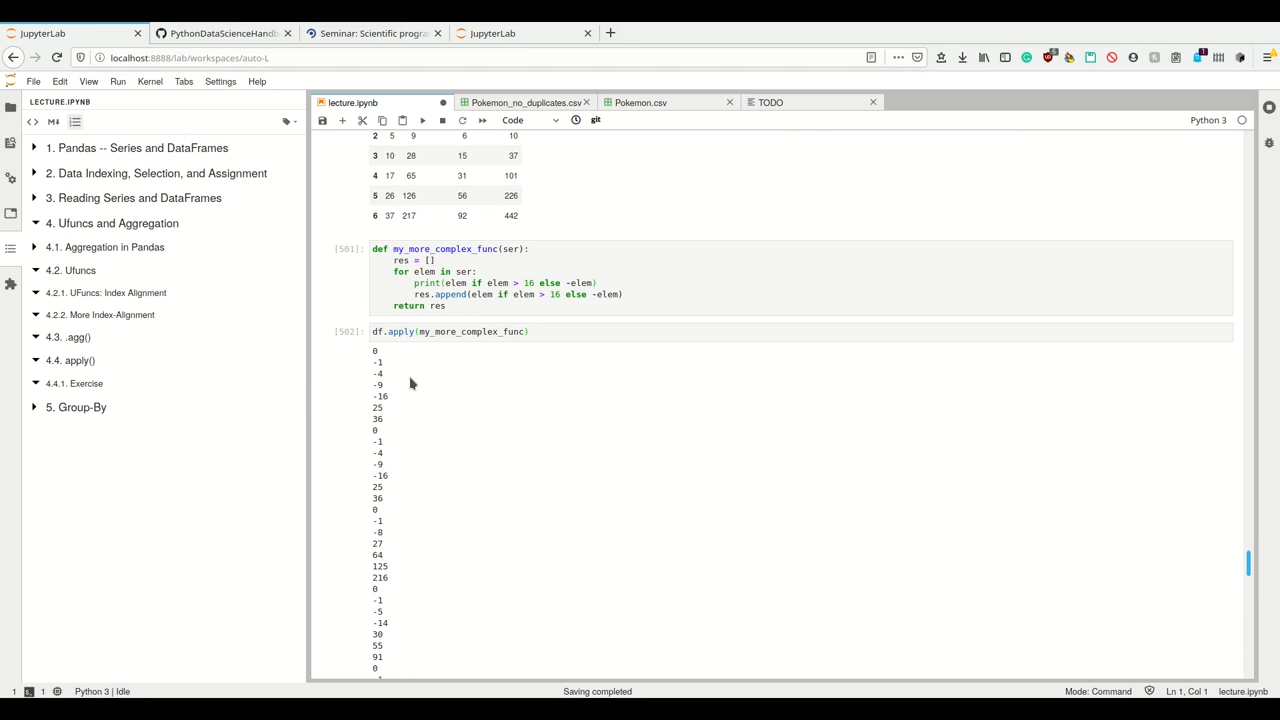 JupyterLab
PythonDataScienceHandb
Seminar: Scientific progra
JupyterLab
localhost:8888/lab/workspaces/auto-L
File Edit View Run Kernel Tabs Settings Help
LECTURE.IPYNB
1. Pandas -- Series and DataFrames
2. Data Indexing, Selection, and Assignment
3. Reading Series and DataFrames
4. Ufuncs and Aggregation
4.1. Aggregation in Pandas
4.2. Ufuncs
4.2.1. UFuncs: Index Alignment
4.2.2. More Index-Alignment
4.3. .agg()
4.4. apply()
4.4.1. Exercise
5. Group-By
lecture.ipynb
Pokemon_no_duplicates.csv
Pokemon.csv
TODO
Code
git
Python 3
2 5 9 6 10
3 10 28 15 37
4 17 65 31 101
5 26 126 56 226
6 37 217 92 442
[501]: def my_more_complex_func(ser):
res = []
for elem in ser:
print(elem if elem > 16 else -elem)
res.append(elem if elem > 16 else -elem)
return res
[502]: df.apply(my_more_complex_func)
0
-1
-4
-9
-16
25
36
0
-1
-4
-9
-16
25
36
0
-1
-8
27
64
125
216
0
-1
-5
-14
30
55
91
0
1 1 Python 3 | Idle
Saving completed
Mode: Command
Ln 1, Col 1
lecture.ipynb